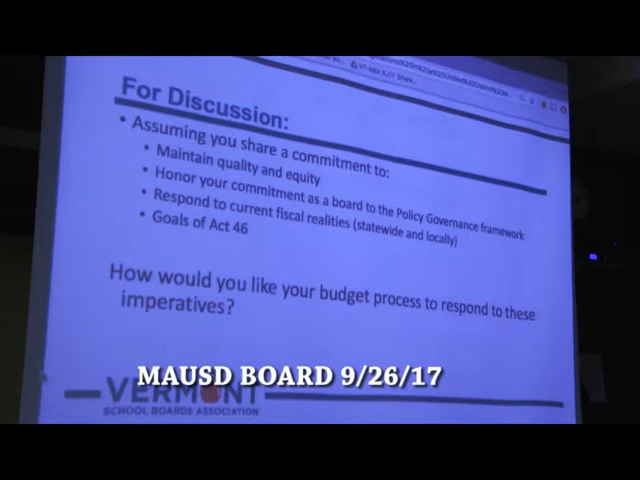 For Discussion:
• Assuming you share a commitment to:
• Maintain quality and equity
• Honor your commitment as a board to the Policy Governance framework
• Respond to current fiscal realities (statewide and locally)
• Goals of Act 46
How would you like your budget process to respond to these
imperatives?
MAUSD BOARD 9/26/17
VERMONT
SCHOOL BOARDS ASSOCIATION